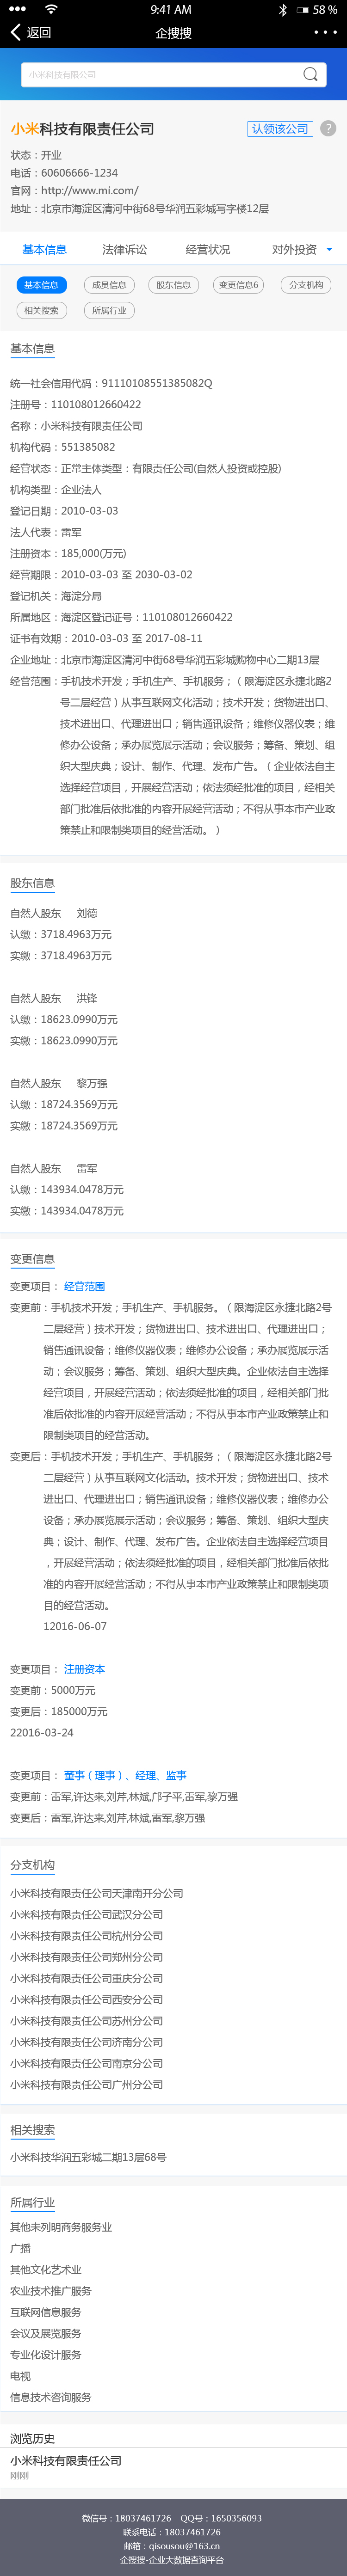 9:41 AM 58 %
返回 企搜搜
小米科技有限公司
小米科技有限责任公司 认领该公司 ?
状态：开业
电话：60606666-1234
官网：http://www.mi.com/
地址：北京市海淀区清河中街68号华润五彩城写字楼12层
基本信息 法律诉讼 经营状况 对外投资
基本信息 成员信息 股东信息 变更信息6 分支机构
相关搜索 所属行业
基本信息
统一社会信用代码：91110108551385082Q
注册号：110108012660422
名称：小米科技有限责任公司
机构代码：551385082
经营状态：正常主体类型：有限责任公司(自然人投资或控股)
机构类型：企业法人
登记日期：2010-03-03
法人代表：雷军
注册资本：185,000(万元)
经营期限：2010-03-03 至 2030-03-02
登记机关：海淀分局
所属地区：海淀区登记证号：110108012660422
证书有效期：2010-03-03 至 2017-08-11
企业地址：北京市海淀区清河中街68号华润五彩城购物中心二期13层
经营范围：手机技术开发；手机生产、手机服务；（限海淀区永捷北路2
号二层经营）从事互联网文化活动；技术开发；货物进出口、
技术进出口、代理进出口；销售通讯设备；维修仪器仪表；维
修办公设备；承办展览展示活动；会议服务；筹备、策划、组
织大型庆典；设计、制作、代理、发布广告。（企业依法自主
选择经营项目，开展经营活动；依法须经批准的项目，经相关
部门批准后依批准的内容开展经营活动；不得从事本市产业政
策禁止和限制类项目的经营活动。）
股东信息
自然人股东 刘德
认缴：3718.4963万元
实缴：3718.4963万元
自然人股东 洪锋
认缴：18623.0990万元
实缴：18623.0990万元
自然人股东 黎万强
认缴：18724.3569万元
实缴：18724.3569万元
自然人股东 雷军
认缴：143934.0478万元
实缴：143934.0478万元
变更信息
变更项目：经营范围
变更前：手机技术开发；手机生产、手机服务。（限海淀区永捷北路2号
二层经营）技术开发；货物进出口、技术进出口、代理进出口；
销售通讯设备；维修仪器仪表；维修办公设备；承办展览展示活
动；会议服务；筹备、策划、组织大型庆典。企业依法自主选择
经营项目，开展经营活动；依法须经批准的项目，经相关部门批
准后依批准的内容开展经营活动；不得从事本市产业政策禁止和
限制类项目的经营活动。
变更后：手机技术开发；手机生产、手机服务；（限海淀区永捷北路2号
二层经营）从事互联网文化活动。技术开发；货物进出口、技术
进出口、代理进出口；销售通讯设备；维修仪器仪表；维修办公
设备；承办展览展示活动；会议服务；筹备、策划、组织大型庆
典；设计、制作、代理、发布广告。企业依法自主选择经营项目
，开展经营活动；依法须经批准的项目，经相关部门批准后依批
准的内容开展经营活动；不得从事本市产业政策禁止和限制类项
目的经营活动。
12016-06-07
变更项目：注册资本
变更前：5000万元
变更后：185000万元
22016-03-24
变更项目：董事（理事）、经理、监事
变更前：雷军,许达来,刘芹,林斌,邝子平,雷军,黎万强
变更后：雷军,许达来,刘芹,林斌,雷军,黎万强
分支机构
小米科技有限责任公司天津南开分公司
小米科技有限责任公司武汉分公司
小米科技有限责任公司杭州分公司
小米科技有限责任公司郑州分公司
小米科技有限责任公司重庆分公司
小米科技有限责任公司西安分公司
小米科技有限责任公司苏州分公司
小米科技有限责任公司济南分公司
小米科技有限责任公司南京分公司
小米科技有限责任公司广州分公司
相关搜索
小米科技华润五彩城二期13层68号
所属行业
其他未列明商务服务业
广播
其他文化艺术业
农业技术推广服务
互联网信息服务
会议及展览服务
专业化设计服务
电视
信息技术咨询服务
浏览历史
小米科技有限责任公司
刚刚
微信号：18037461726 QQ号：1650356093
联系电话：18037461726
邮箱：qisousou@163.cn
企搜搜-企业大数据查询平台